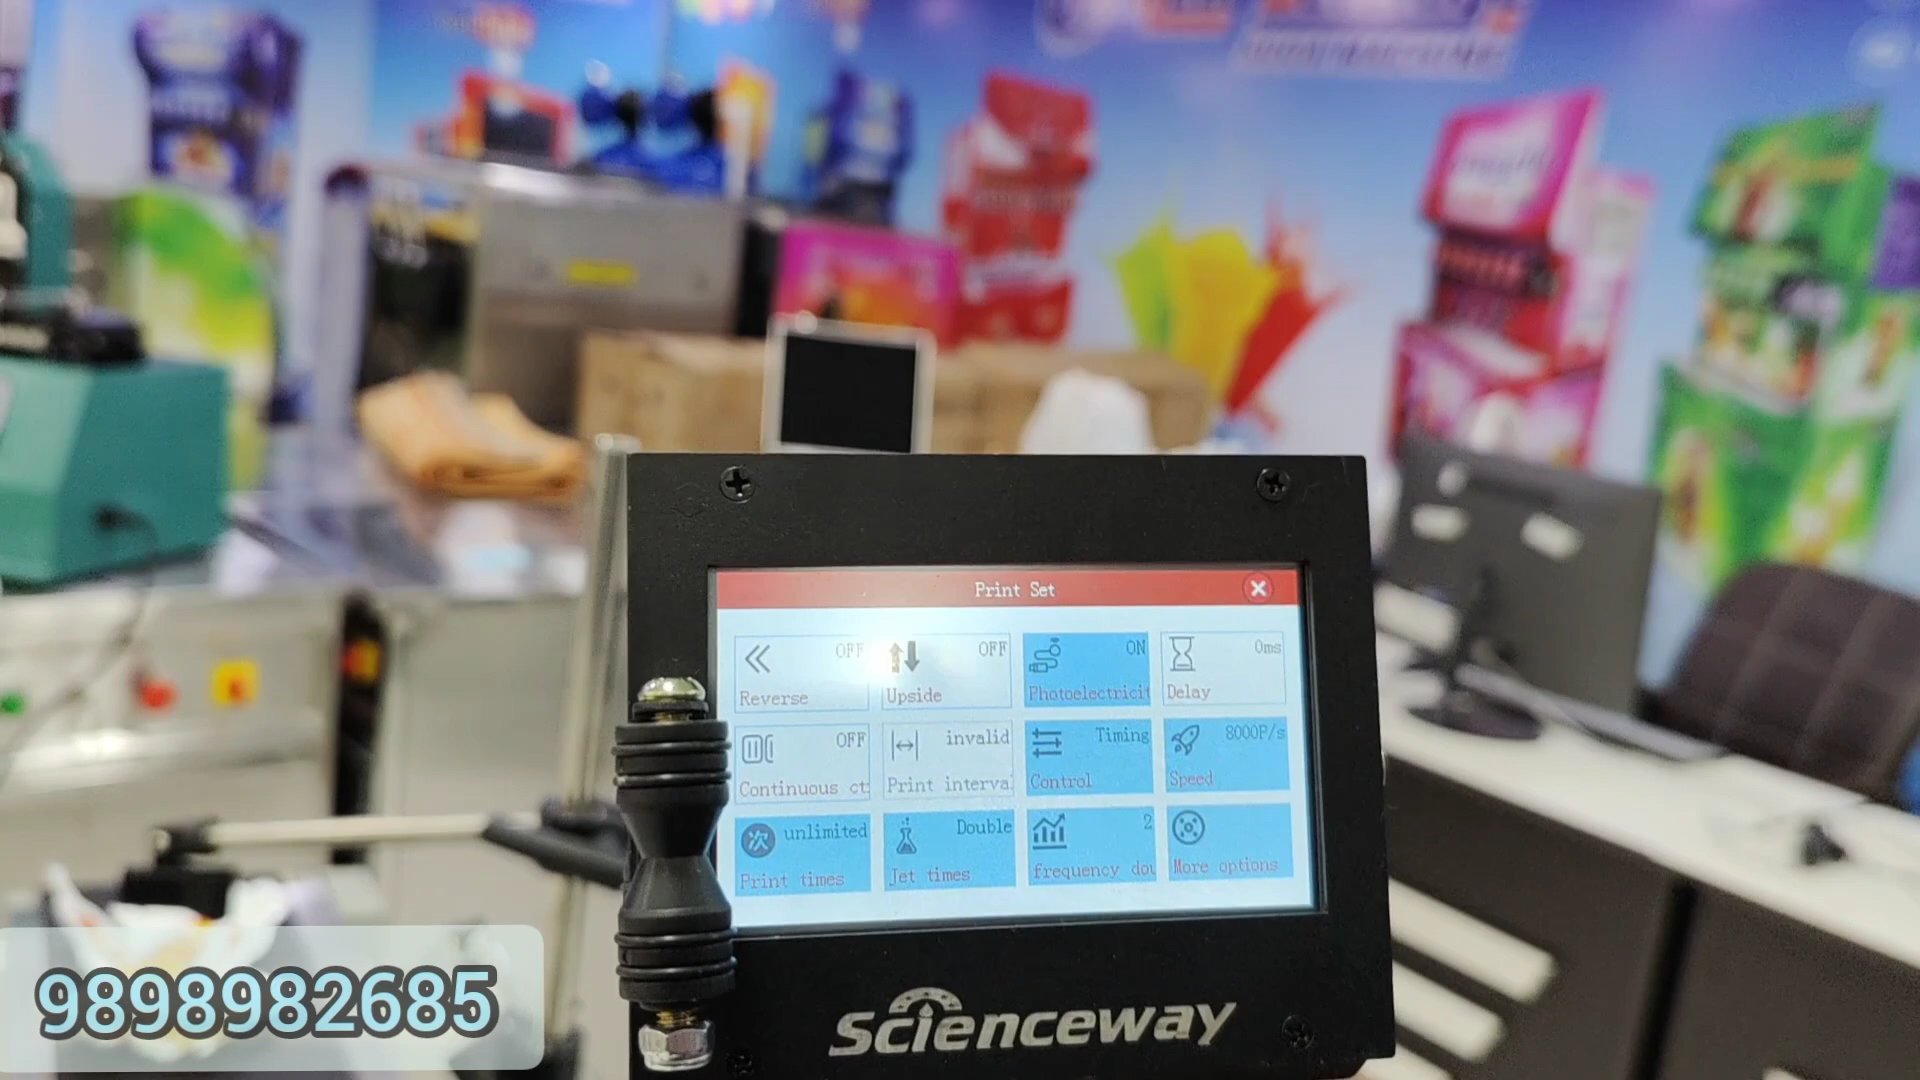 Print Set
OFF
Reverse
OFF
Upside
ON
Photoelectricit
0ms
Delay
OFF
Continuous ct
invalid
Print interva
Timing
Control
8000P/s
Speed
次 unlimited
Print times
Double
Jet times
2
frequency dou
More options
Scienceway
9898982685